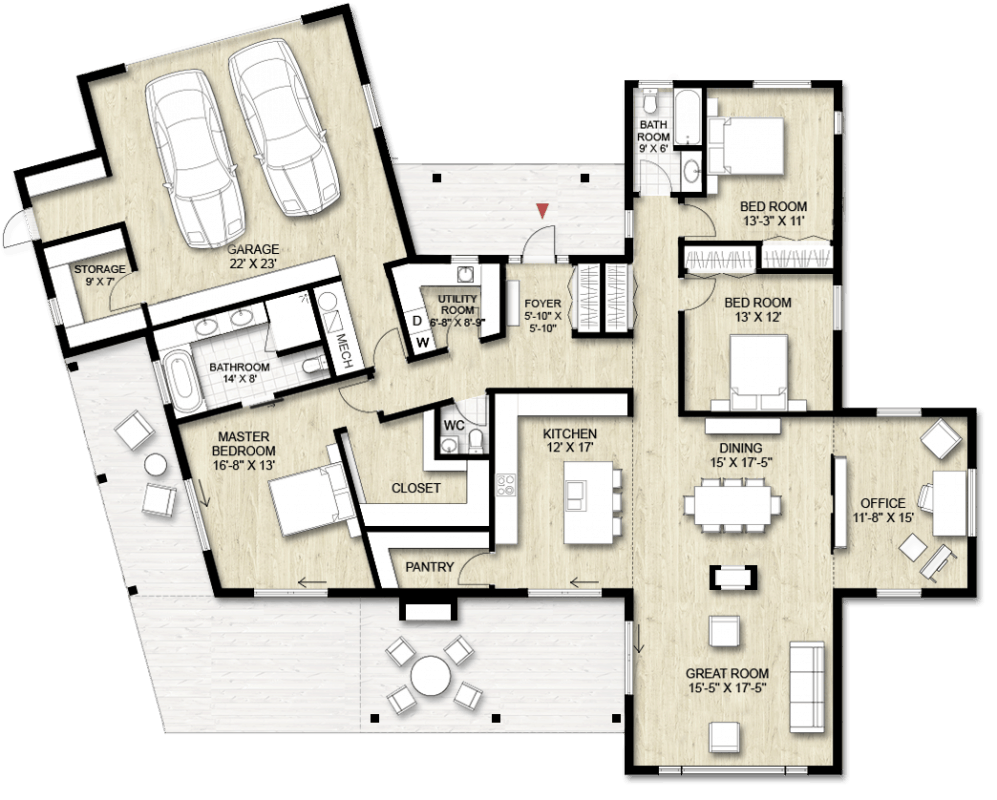 BATH
ROOM
9' X 6'
BED ROOM
13'-3" X 11'
GARAGE
22' X 23'
STORAGE
9' X 7'
UTILITY
ROOM
6'-8" X 8'-9"
D
W
FOYER
5'-10" X
5'-10"
BED ROOM
13' X 12'
MECH
BATHROOM
14' X 8'
WC
MASTER
BEDROOM
16'-8" X 13'
KITCHEN
12' X 17'
DINING
15' X 17'-5"
CLOSET
OFFICE
11'-8" X 15'
PANTRY
GREAT ROOM
15'-5" X 17'-5"